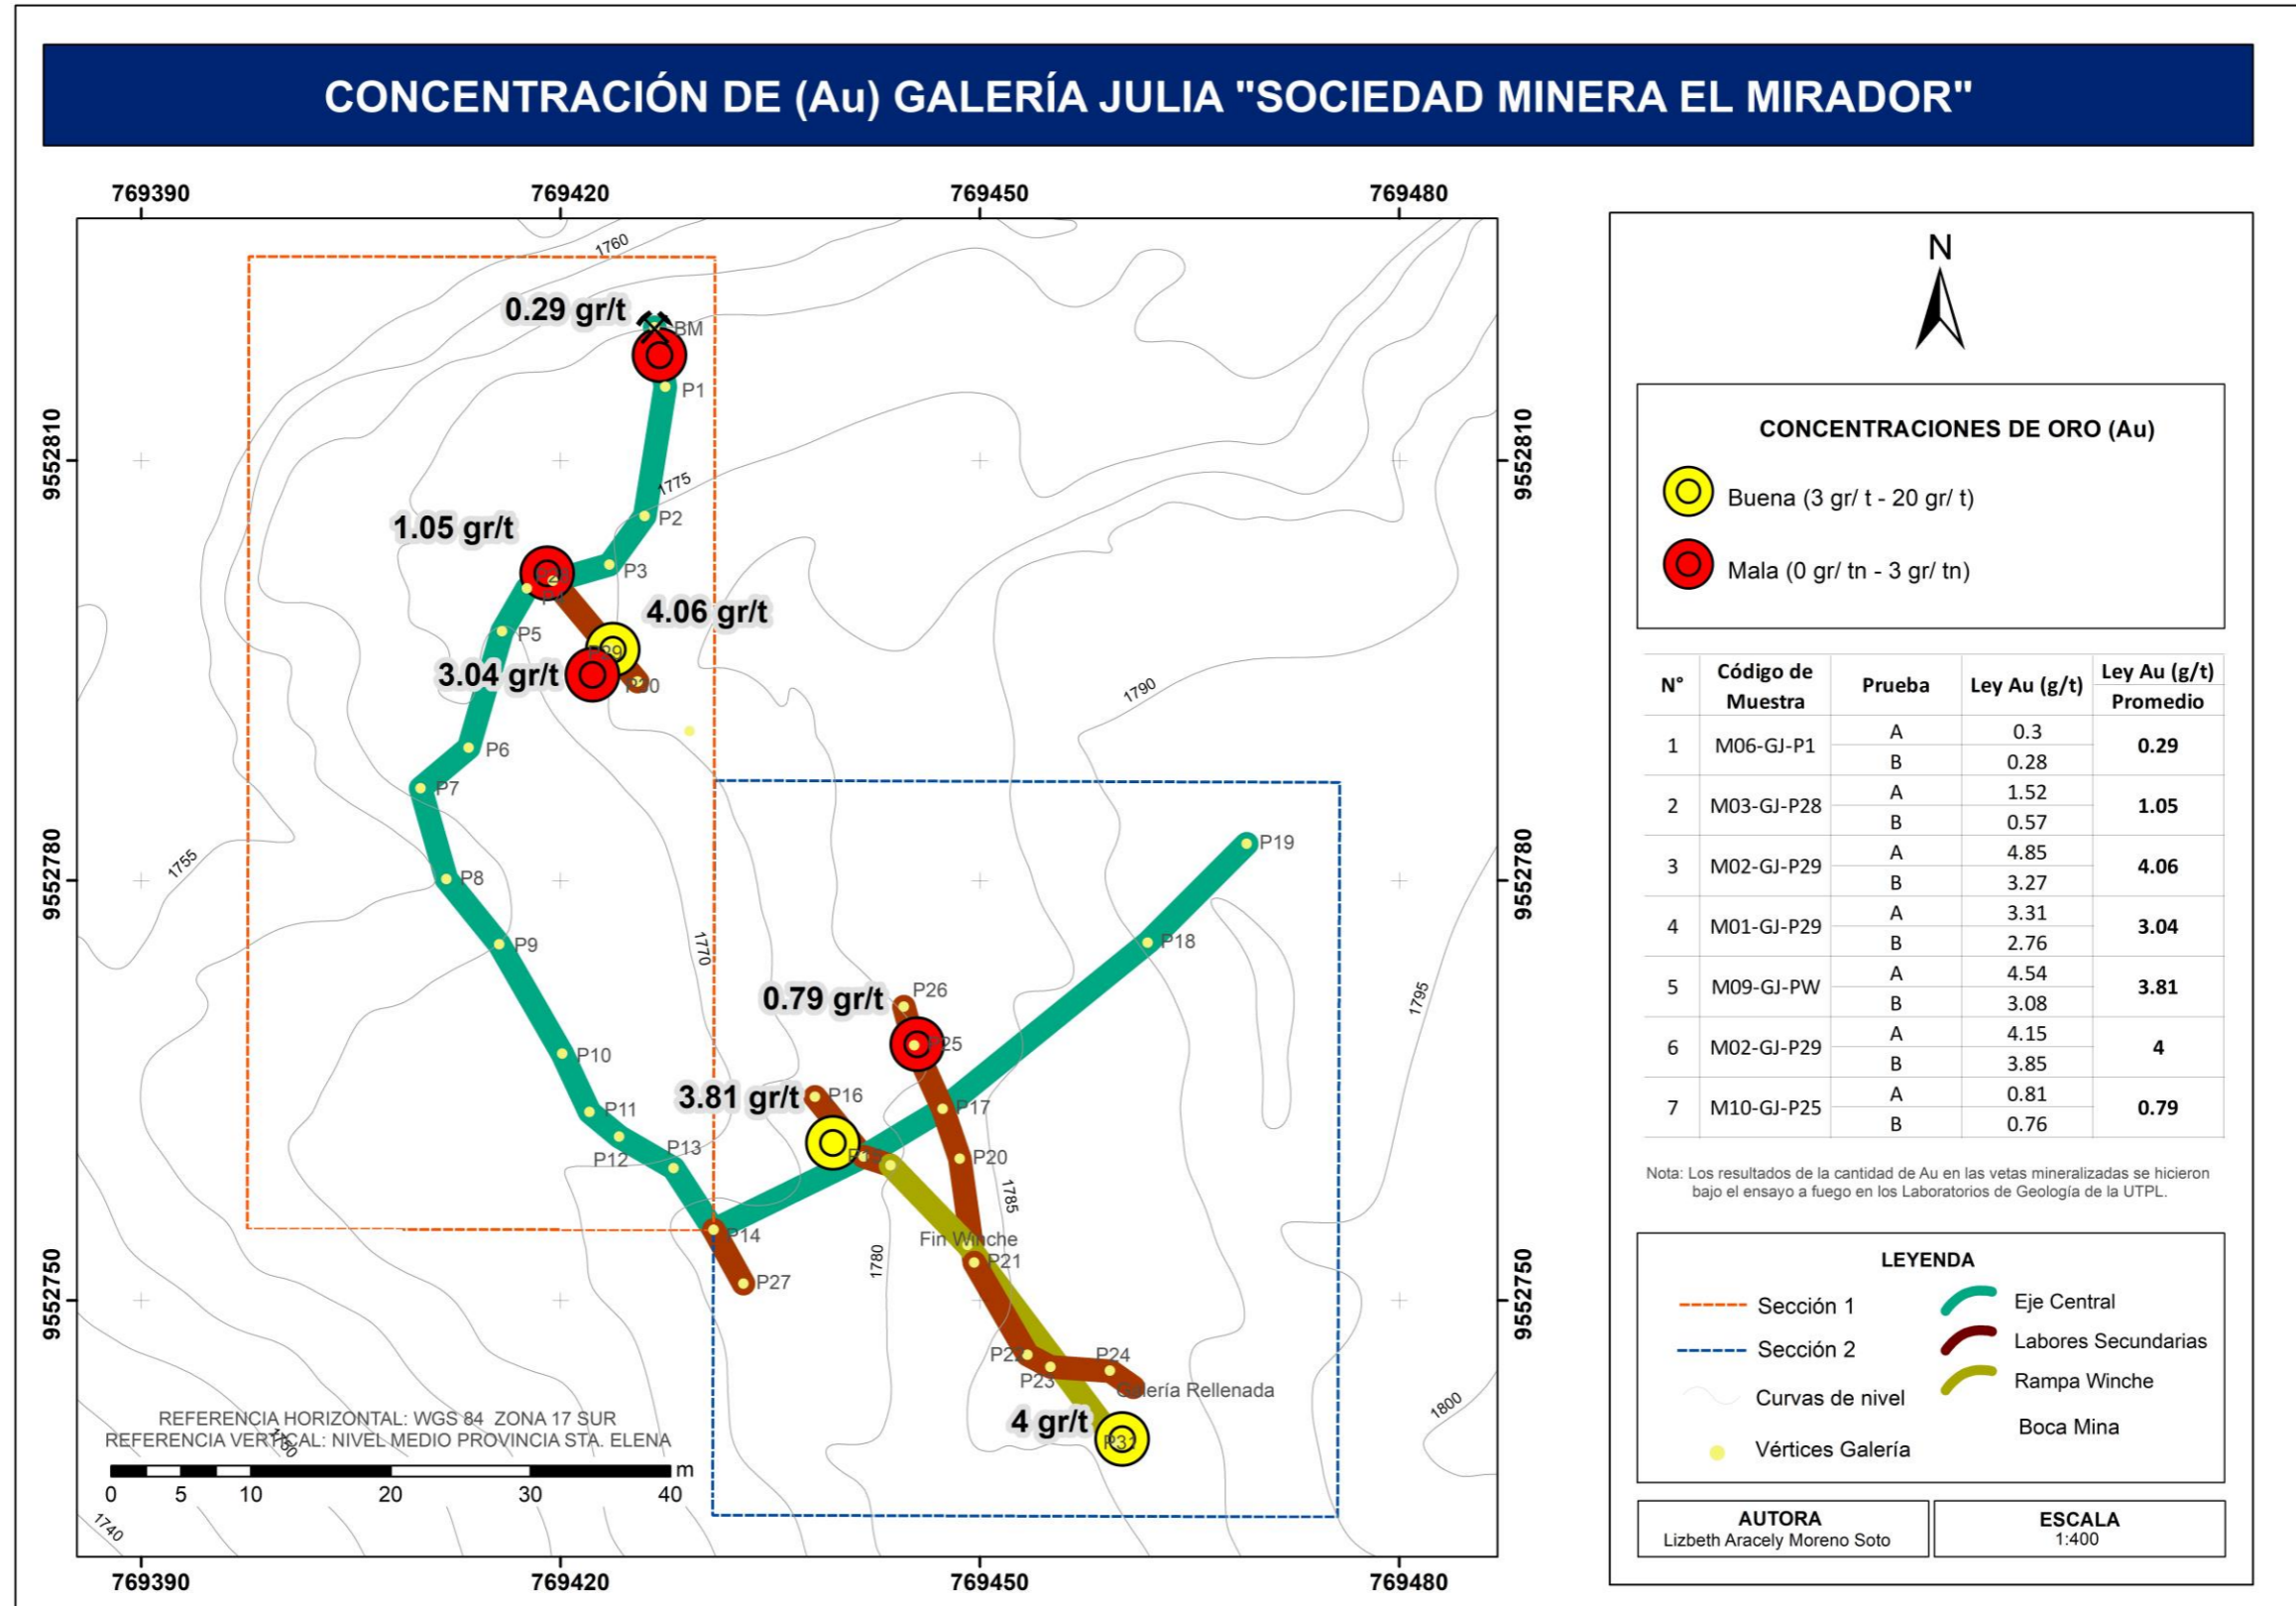 CONCENTRACIÓN DE (Au) GALERÍA JULIA "SOCIEDAD MINERA EL MIRADOR"
769390 769420 769450 769480
1760
0.29 gr/t
BM
P1
9552810 9552810
1775
P2
1.05 gr/t
P3
4.06 gr/t
P5
P29
3.04 gr/t
P30
1790
P6
P7
P19
9552780 9552780
1755
P8
P18
P9
1770
0.79 gr/t
P26
1795
P25
P10
3.81 gr/t
P16
P17
P11
P13
P12
P20
1785
P14
Fin Winche
1780
P21
P27
9552750 9552750
P22
P24
P23
Galería Rellenada
1800
4 gr/t
P31
REFERENCIA HORIZONTAL: WGS 84 ZONA 17 SUR
REFERENCIA VERTICAL: NIVEL MEDIO PROVINCIA STA. ELENA
m
0 5 10 20 30 40
1740
769390 769420 769450 769480
N
CONCENTRACIONES DE ORO (Au)
Buena (3 gr/ t - 20 gr/ t)
Mala (0 gr/ tn - 3 gr/ tn)
N° Código de Muestra Prueba Ley Au (g/t) Ley Au (g/t) Promedio
1 M06-GJ-P1 A 0.3 0.29
B 0.28
2 M03-GJ-P28 A 1.52 1.05
B 0.57
3 M02-GJ-P29 A 4.85 4.06
B 3.27
4 M01-GJ-P29 A 3.31 3.04
B 2.76
5 M09-GJ-PW A 4.54 3.81
B 3.08
6 M02-GJ-P29 A 4.15 4
B 3.85
7 M10-GJ-P25 A 0.81 0.79
B 0.76
Nota: Los resultados de la cantidad de Au en las vetas mineralizadas se hicieron
bajo el ensayo a fuego en los Laboratorios de Geología de la UTPL.
LEYENDA
Sección 1
Sección 2
Curvas de nivel
Vértices Galería
Eje Central
Labores Secundarias
Rampa Winche
Boca Mina
AUTORA
Lizbeth Aracely Moreno Soto
ESCALA
1:400